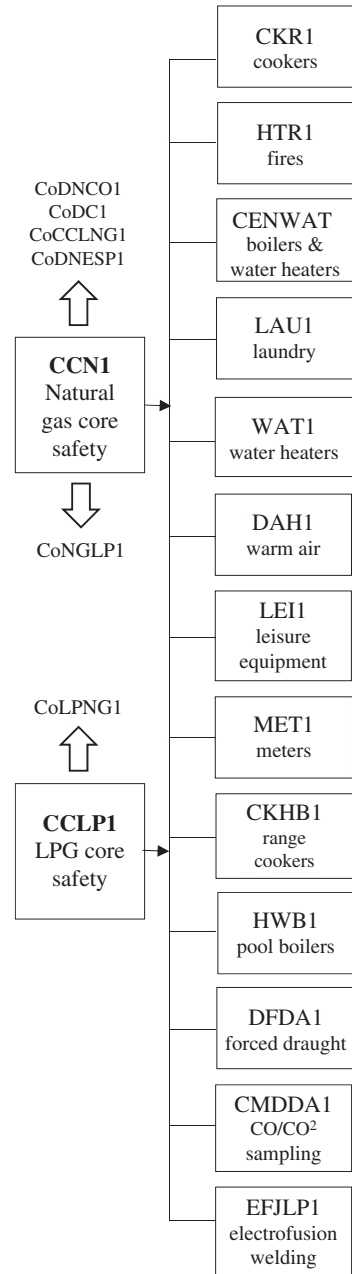 CoDNCO1
CoDC1
CoCCLNG1
CoDNESP1
CCN1
Natural
gas core
safety
CoNGLP1
CoLPNG1
CCLP1
LPG core
safety
CKR1
cookers
HTR1
fires
CENWAT
boilers &
water heaters
LAU1
laundry
WAT1
water heaters
DAH1
warm air
LEI1
leisure
equipment
MET1
meters
CKHB1
range
cookers
HWB1
pool boilers
DFDA1
forced draught
CMDDA1
CO/CO²
sampling
EFJLP1
electrofusion
welding